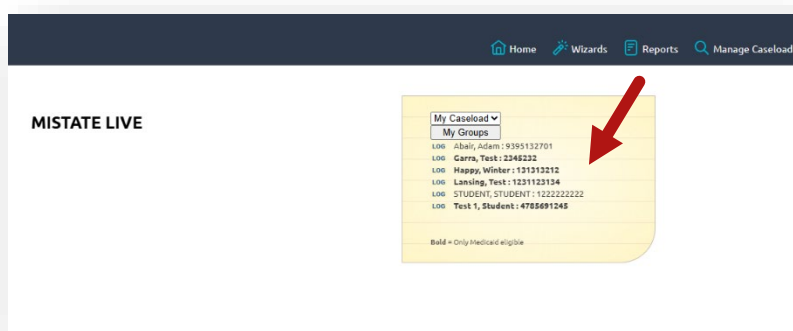 Home Wizards Reports Manage Caseload
MISTATE LIVE
My Caseload
My Groups
LOG Abair, Adam : 9395132701
LOG Garra, Test : 2345232
LOG Happy, Winter : 131313212
LOG Lansing, Test : 1231123134
LOG STUDENT, STUDENT : 1222222222
LOG Test 1, Student : 4785691245
Bold = Only Medicaid eligible